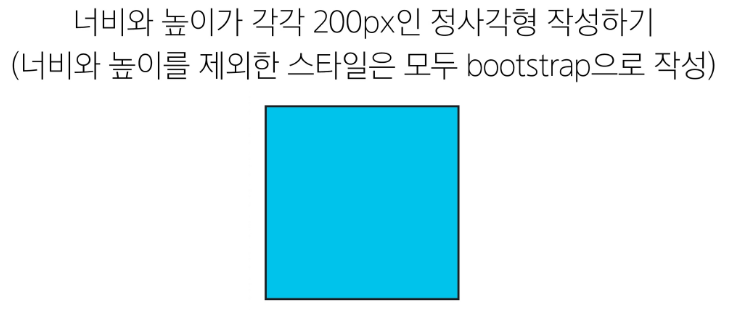 너비와 높이가 각각 200px인 정사각형 작성하기
(너비와 높이를 제외한 스타일은 모두 bootstrap으로 작성)